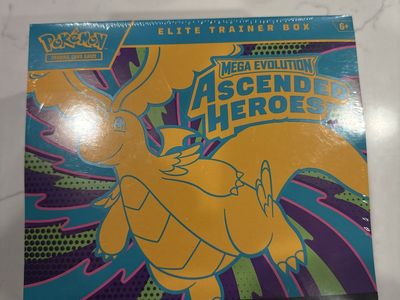 POKÉMON
TRADING CARD GAME
ELITE TRAINER BOX
6+
MEGA EVOLUTION
ASCENDED
HEROES